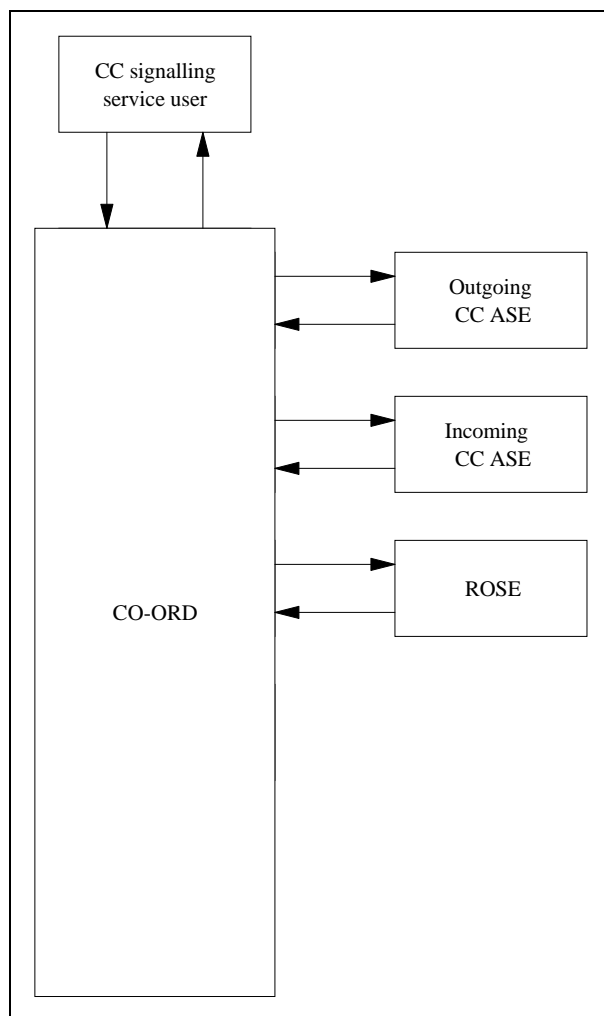 CC signalling
service user
Outgoing
CC ASE
Incoming
CC ASE
ROSE
CO-ORD